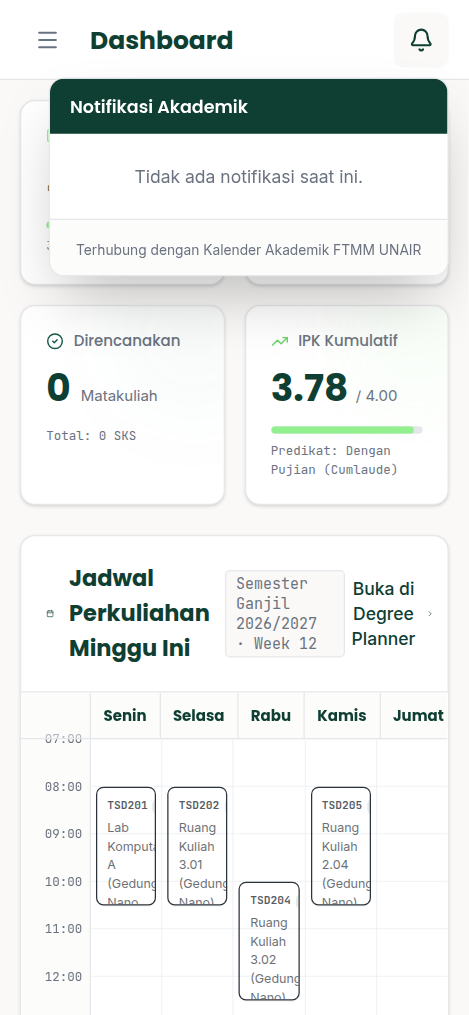 Dashboard
Notifikasi Akademik
Tidak ada notifikasi saat ini.
Terhubung dengan Kalender Akademik FTMM UNAIR
Direncanakan
0 Matakuliah
Total: 0 SKS
IPK Kumulatif
3.78 / 4.00
Predikat: Dengan
Pujian (Cumlaude)
Jadwal
Perkuliahan
Minggu Ini
Semester
Ganjil
2026/2027
· Week 12
Buka di
Degree
Planner
Senin Selasa Rabu Kamis Jumat
07:00
08:00
09:00
10:00
11:00
12:00
TSD201
Lab
Komputa
A
(Gedung
Nano)
TSD202
Ruang
Kuliah
3.01
(Gedung
Nano)
TSD204
Ruang
Kuliah
3.02
(Gedung
Nano)
TSD205
Ruang
Kuliah
2.04
(Gedung
Nano)